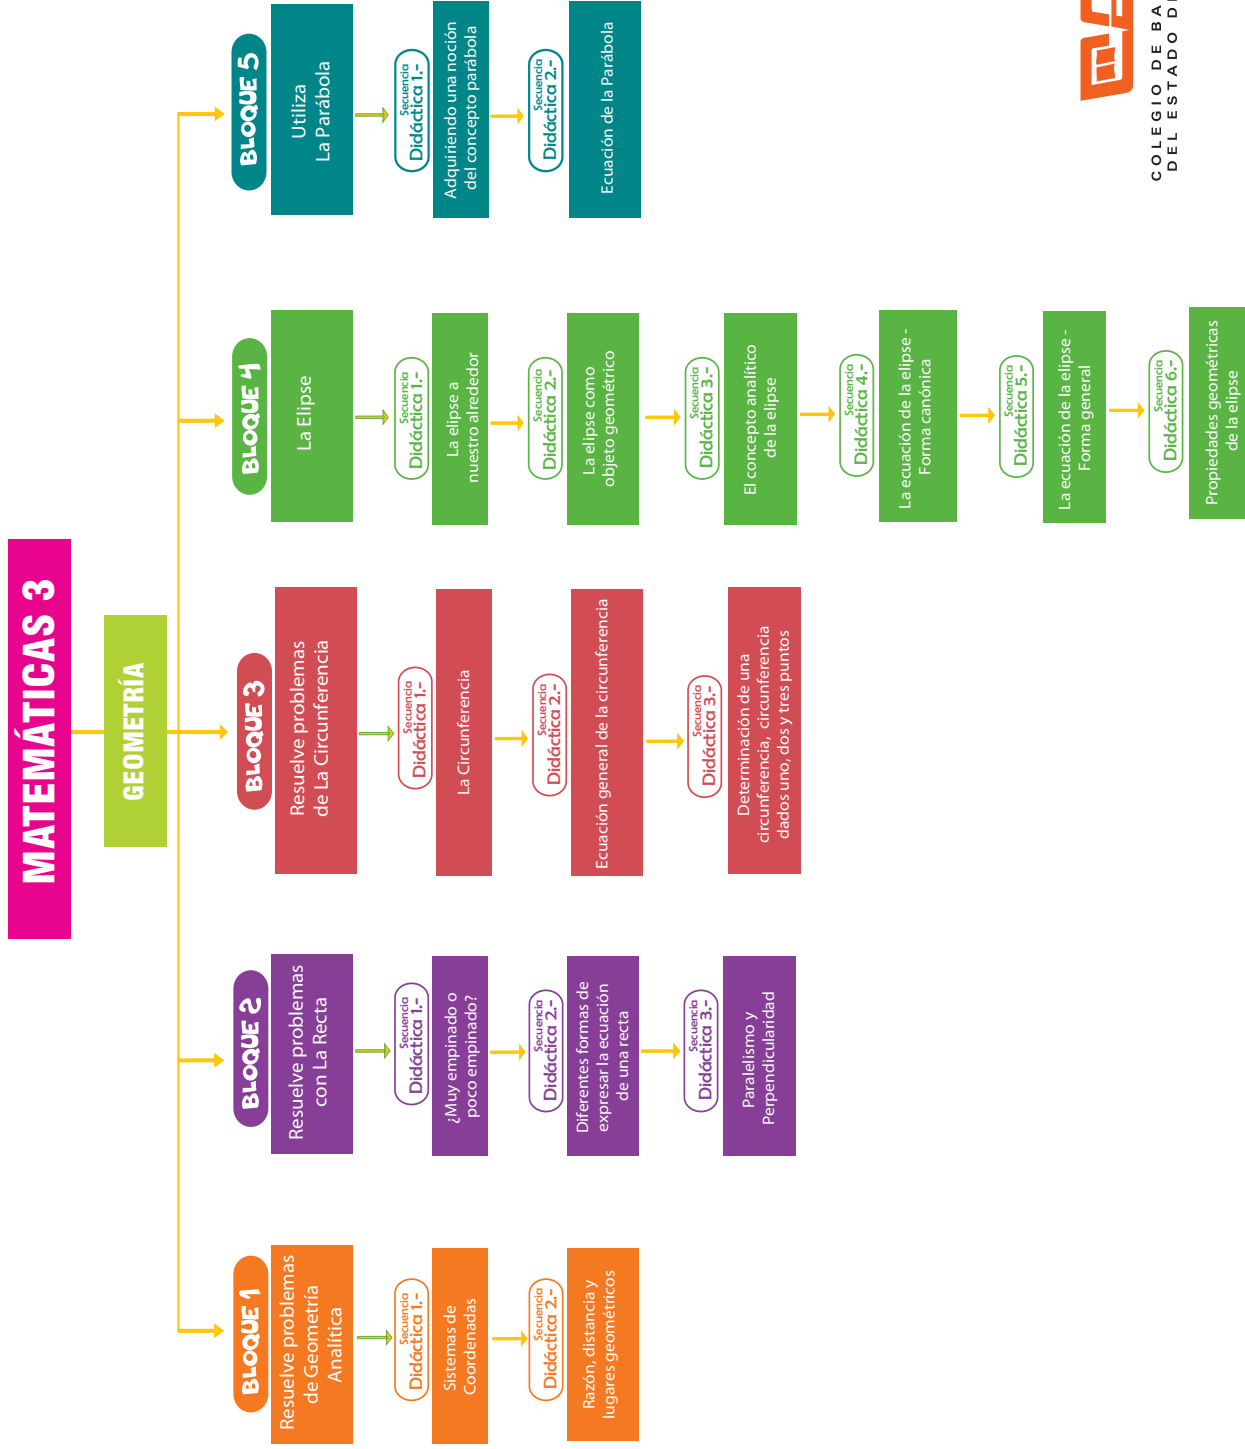 MATEMÁTICAS 3
GEOMETRÍA
BLOQUE 1
Resuelve problemas
de Geometría
Analítica
Secuencia
Didáctica 1.-
Sistemas de
Coordenadas
Secuencia
Didáctica 2.-
Razón, distancia y
lugares geométricos
BLOQUE 2
Resuelve problemas
con La Recta
Secuencia
Didáctica 1.-
¿Muy empinado o
poco empinado?
Secuencia
Didáctica 2.-
Diferentes formas de
expresar la ecuación
de una recta
Secuencia
Didáctica 3.-
Paralelismo y
Perpendicularidad
BLOQUE 3
Resuelve problemas
de La Circunferencia
Secuencia
Didáctica 1.-
La Circunferencia
Secuencia
Didáctica 2.-
Ecuación general de la circunferencia
Secuencia
Didáctica 3.-
Determinación de una
circunferencia, circunferencia
dados uno, dos y tres puntos
BLOQUE 4
La Elipse
Secuencia
Didáctica 1.-
La elipse a
nuestro alrededor
Secuencia
Didáctica 2.-
La elipse como
objeto geométrico
Secuencia
Didáctica 3.-
El concepto analítico
de la elipse
Secuencia
Didáctica 4.-
La ecuación de la elipse -
Forma canónica
Secuencia
Didáctica 5.-
La ecuación de la elipse -
Forma general
Secuencia
Didáctica 6.-
Propiedades geométricas
de la elipse
BLOQUE 5
Utiliza
La Parábola
Secuencia
Didáctica 1.-
Adquiriendo una noción
del concepto parábola
Secuencia
Didáctica 2.-
Ecuación de la Parábola
COLEGIO DE BA
DEL ESTADO D